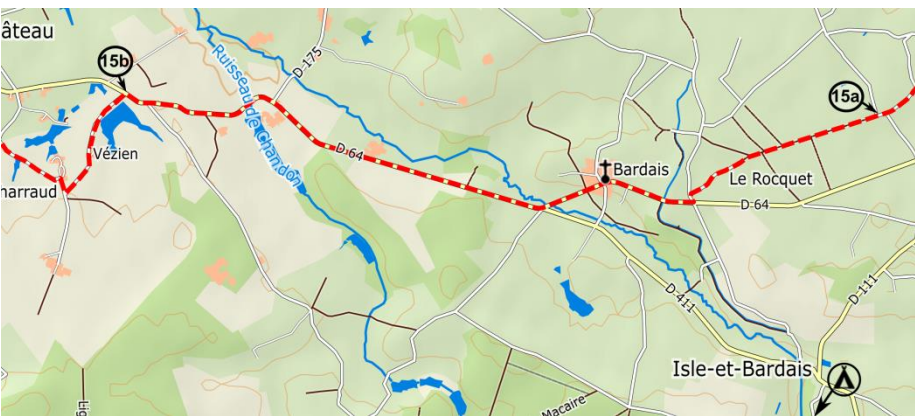 âteau
15b
Ruisseau de Chandon
D 175
15a
Vézien
D 64
Bardais
Le Rocquet
harraud
D 64
D 411
D 111
Isle-et-Bardais
Macaire
Lig